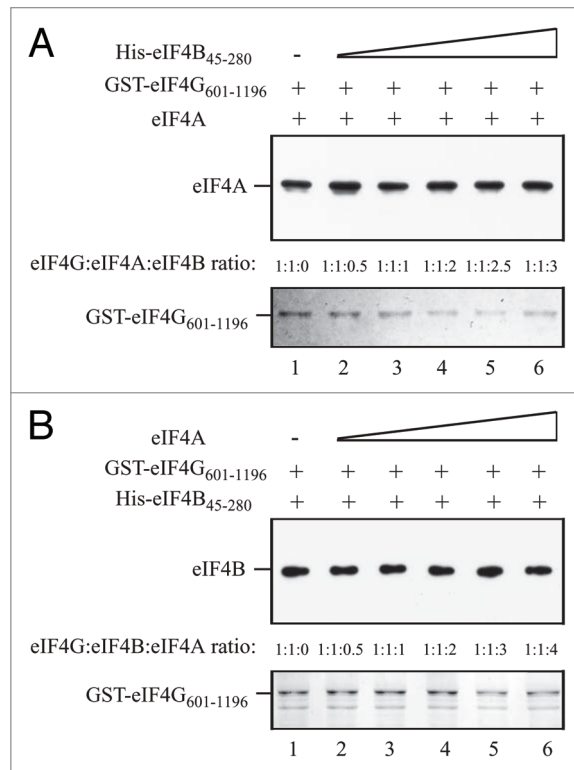 A
His-eIF4B45-280 -
GST-eIF4G601-1196 + + + + + +
eIF4A + + + + + +
eIF4A
eIF4G:eIF4A:eIF4B ratio: 1:1:0 1:1:0.5 1:1:1 1:1:2 1:1:2.5 1:1:3
GST-eIF4G601-1196
1 2 3 4 5 6
B
eIF4A -
GST-eIF4G601-1196 + + + + + +
His-eIF4B45-280 + + + + + +
eIF4B
eIF4G:eIF4B:eIF4A ratio: 1:1:0 1:1:0.5 1:1:1 1:1:2 1:1:3 1:1:4
GST-eIF4G601-1196
1 2 3 4 5 6